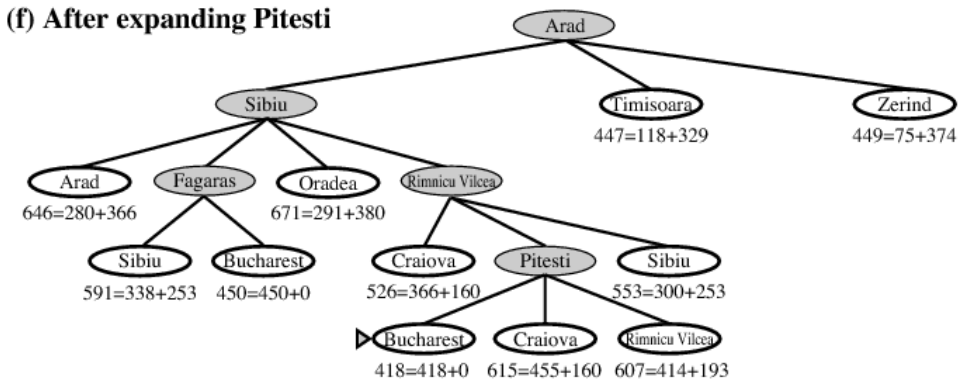 (f) After expanding Pitesti
Arad
Sibiu
Timisoara
Zerind
447=118+329
449=75+374
Arad
Fagaras
Oradea
Rimnicu Vilcea
646=280+366
671=291+380
Sibiu
Bucharest
Craiova
Pitesti
Sibiu
591=338+253
450=450+0
526=366+160
553=300+253
Bucharest
Craiova
Rimnicu Vilcea
418=418+0
615=455+160
607=414+193